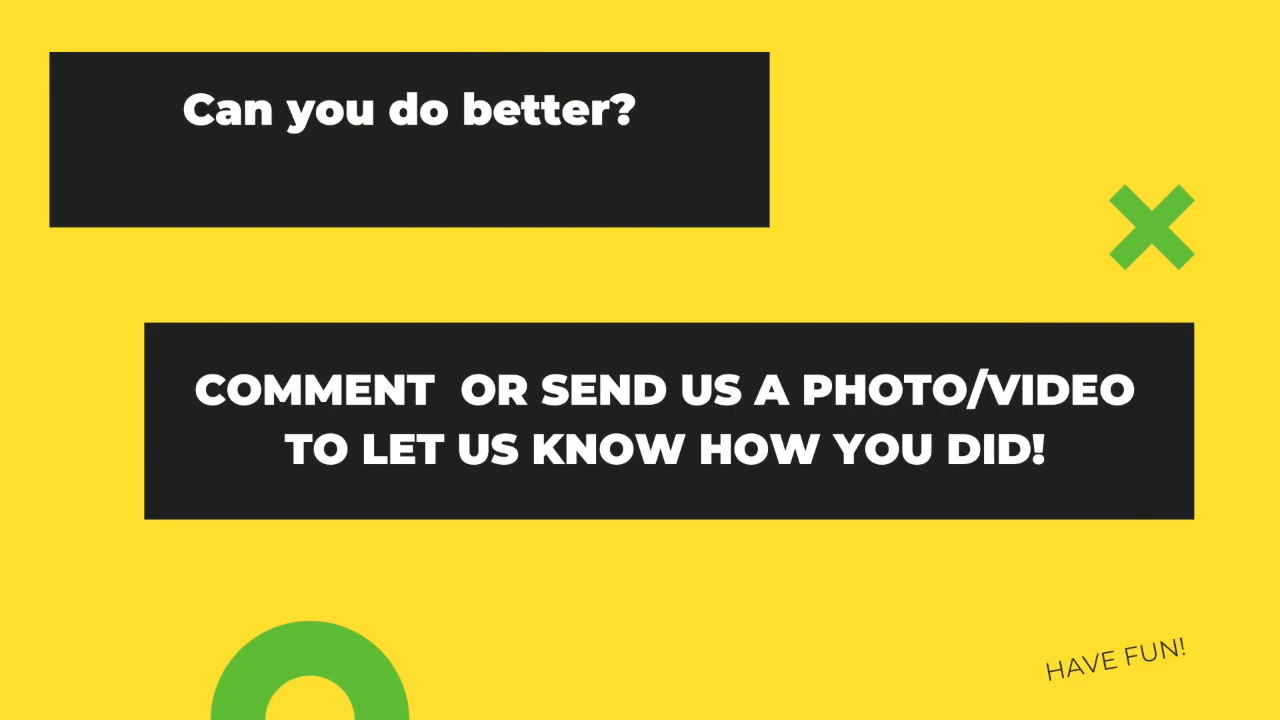 Can you do better?
COMMENT  OR SEND US A PHOTO/VIDEO
TO LET US KNOW HOW YOU DID!
HAVE FUN!